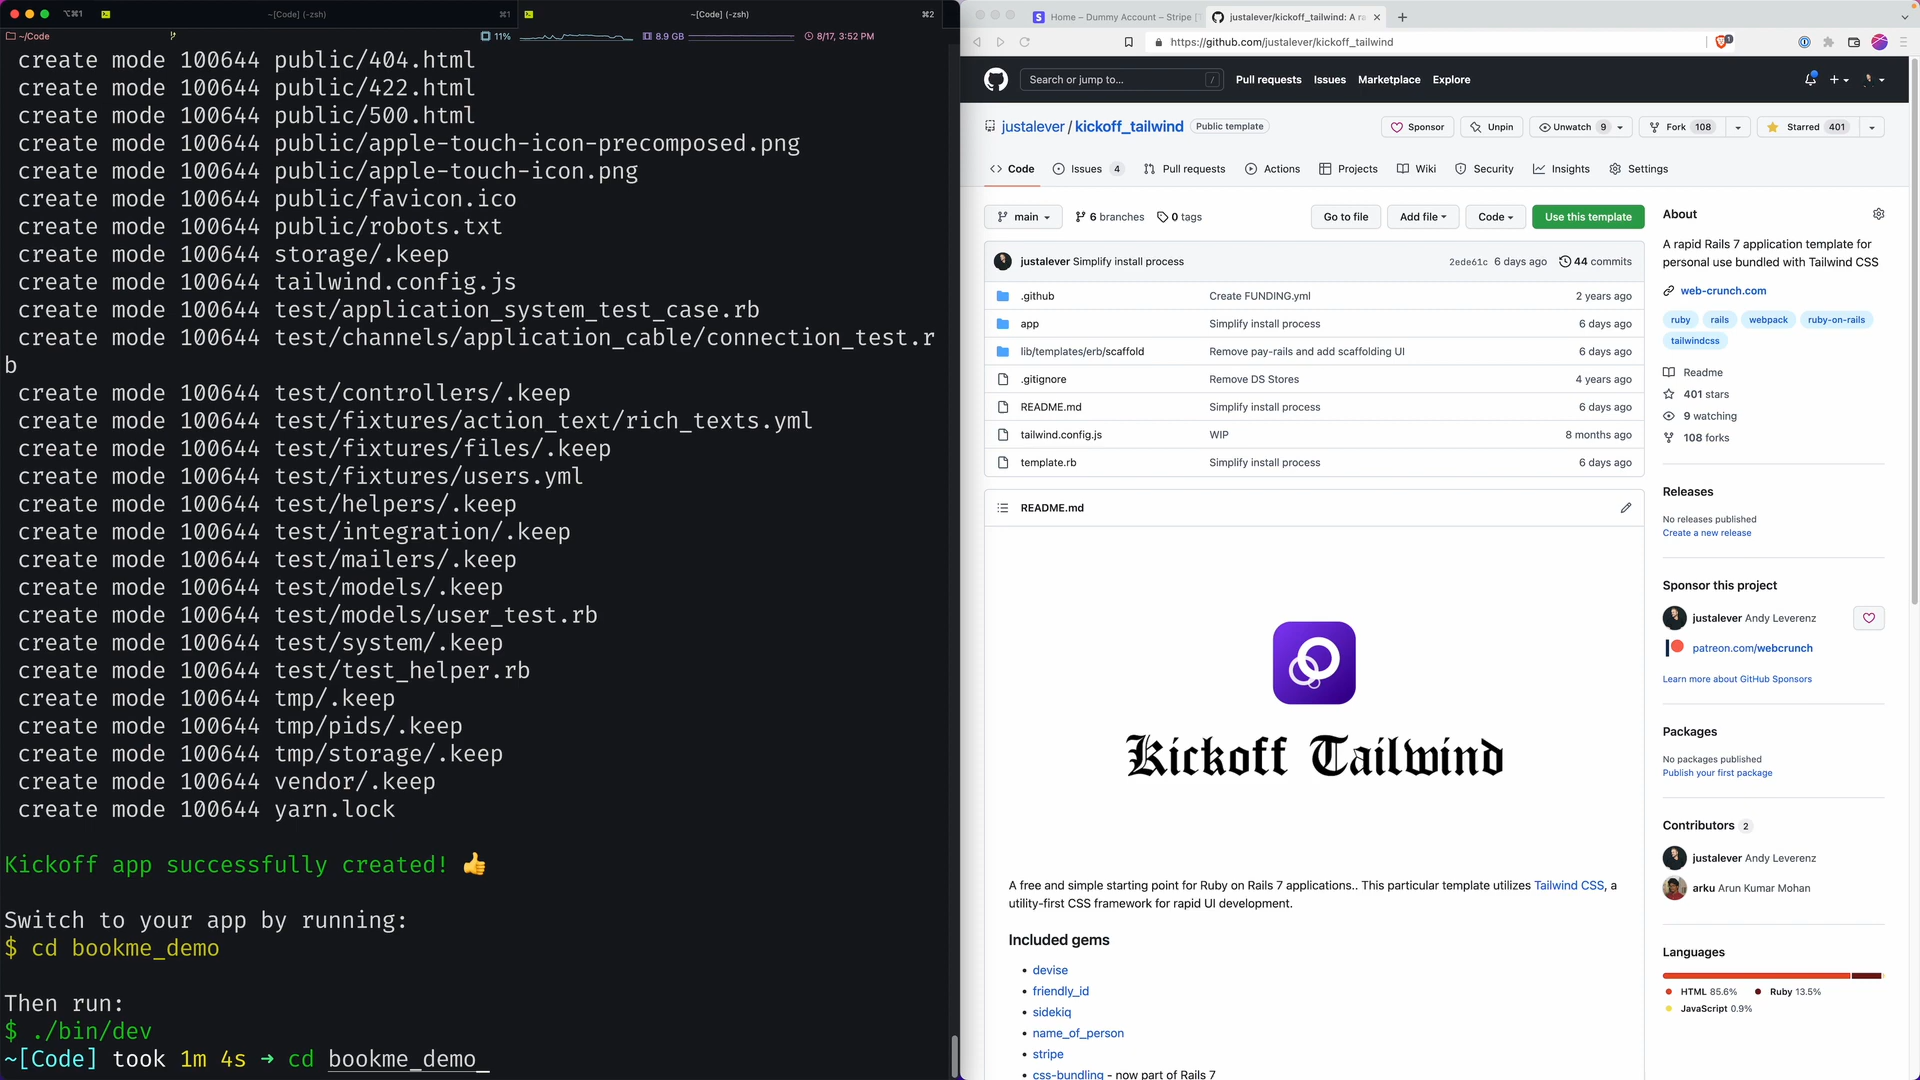 ⌥⌘1
~[Code] (-zsh)
⌘1
~[Code] (-zsh)
⌘2
~/Code
11%
8.9 GB
8/17, 3:52 PM
create mode 100644 public/404.html
create mode 100644 public/422.html
create mode 100644 public/500.html
create mode 100644 public/apple-touch-icon-precomposed.png
create mode 100644 public/apple-touch-icon.png
create mode 100644 public/favicon.ico
create mode 100644 public/robots.txt
create mode 100644 storage/.keep
create mode 100644 tailwind.config.js
create mode 100644 test/application_system_test_case.rb
create mode 100644 test/channels/application_cable/connection_test.r
b
create mode 100644 test/controllers/.keep
create mode 100644 test/fixtures/action_text/rich_texts.yml
create mode 100644 test/fixtures/files/.keep
create mode 100644 test/fixtures/users.yml
create mode 100644 test/helpers/.keep
create mode 100644 test/integration/.keep
create mode 100644 test/mailers/.keep
create mode 100644 test/models/.keep
create mode 100644 test/models/user_test.rb
create mode 100644 test/system/.keep
create mode 100644 test/test_helper.rb
create mode 100644 tmp/.keep
create mode 100644 tmp/pids/.keep
create mode 100644 tmp/storage/.keep
create mode 100644 vendor/.keep
create mode 100644 yarn.lock
Kickoff app successfully created! 👍
Switch to your app by running:
$ cd bookme_demo
Then run:
$ ./bin/dev
~[Code] took 1m 4s → cd bookme_demo_
Home – Dummy Account – Stripe [
justalever/kickoff_tailwind: A ra
https://github.com/justalever/kickoff_tailwind
1
Search or jump to...
/
Pull requests
Issues
Marketplace
Explore
justalever / kickoff_tailwind
Public template
Sponsor
Unpin
Unwatch 9
Fork 108
Starred 401
Code
Issues 4
Pull requests
Actions
Projects
Wiki
Security
Insights
Settings
main
6 branches
0 tags
Go to file
Add file
Code
Use this template
justalever Simplify install process
2ede61c 6 days ago
44 commits
.github Create FUNDING.yml 2 years ago
app Simplify install process 6 days ago
lib/templates/erb/scaffold Remove pay-rails and add scaffolding UI 6 days ago
.gitignore Remove DS Stores 4 years ago
README.md Simplify install process 6 days ago
tailwind.config.js WIP 8 months ago
template.rb Simplify install process 6 days ago
README.md
Kickoff Tailwind
A free and simple starting point for Ruby on Rails 7 applications.. This particular template utilizes Tailwind CSS, a
utility-first CSS framework for rapid UI development.
Included gems
• devise
• friendly_id
• sidekiq
• name_of_person
• stripe
• css-bundling - now part of Rails 7
About
A rapid Rails 7 application template for
personal use bundled with Tailwind CSS
web-crunch.com
ruby
rails
webpack
ruby-on-rails
tailwindcss
Readme
401 stars
9 watching
108 forks
Releases
No releases published
Create a new release
Sponsor this project
justalever Andy Leverenz
patreon.com/webcrunch
Learn more about GitHub Sponsors
Packages
No packages published
Publish your first package
Contributors 2
justalever Andy Leverenz
arku Arun Kumar Mohan
Languages
HTML 85.6%
Ruby 13.5%
JavaScript 0.9%